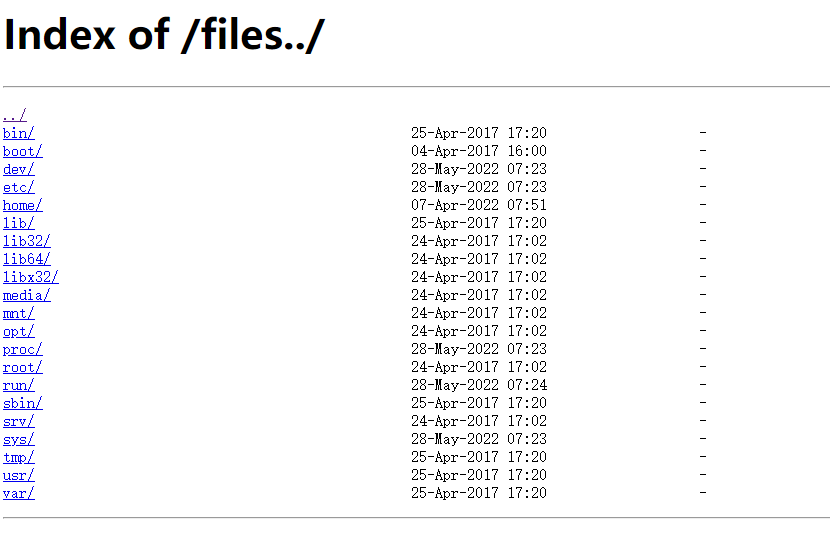 Index of /files../
../
bin/ 25-Apr-2017 17:20 -
boot/ 04-Apr-2017 16:00 -
dev/ 28-May-2022 07:23 -
etc/ 28-May-2022 07:23 -
home/ 07-Apr-2022 07:51 -
lib/ 25-Apr-2017 17:20 -
lib32/ 24-Apr-2017 17:02 -
lib64/ 24-Apr-2017 17:02 -
libx32/ 24-Apr-2017 17:02 -
media/ 24-Apr-2017 17:02 -
mnt/ 24-Apr-2017 17:02 -
opt/ 24-Apr-2017 17:02 -
proc/ 28-May-2022 07:23 -
root/ 24-Apr-2017 17:02 -
run/ 28-May-2022 07:24 -
sbin/ 25-Apr-2017 17:20 -
srv/ 24-Apr-2017 17:02 -
sys/ 28-May-2022 07:23 -
tmp/ 25-Apr-2017 17:20 -
usr/ 25-Apr-2017 17:20 -
var/ 25-Apr-2017 17:20 -